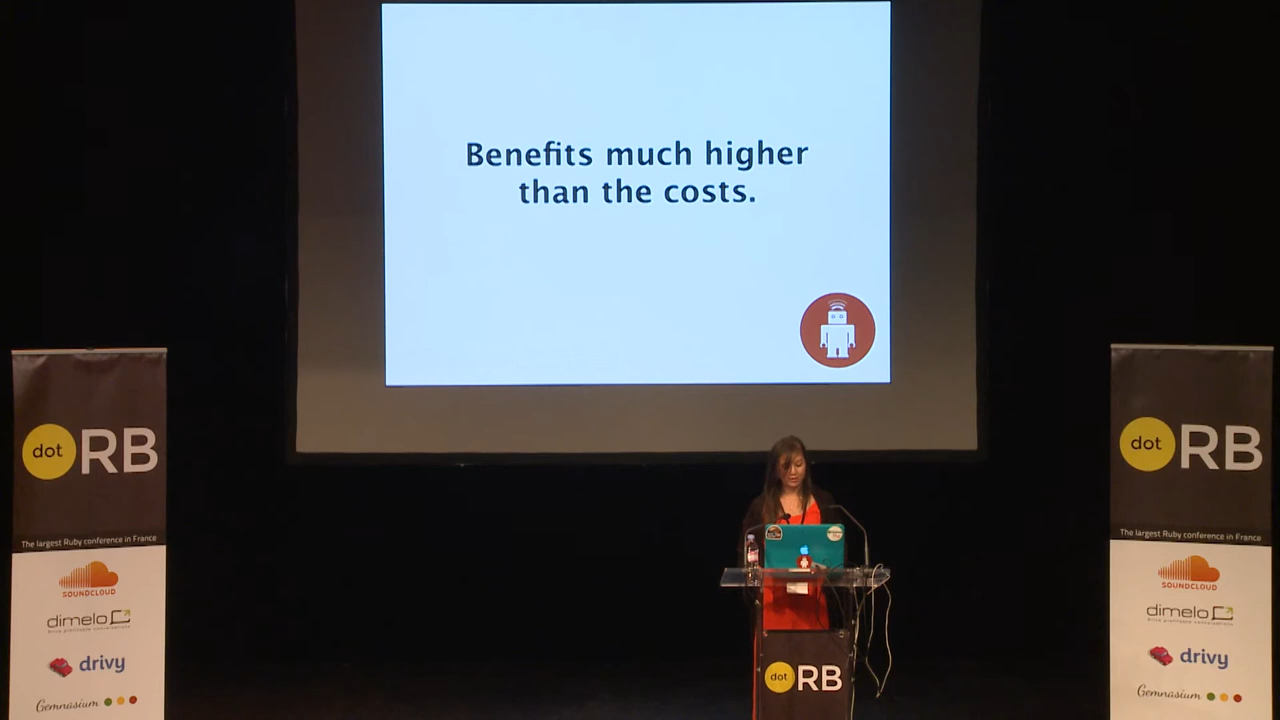 Benefits much higher
than the costs.
dot RB
The largest Ruby conference in France
SOUNDCLOUD
dimelo
drivy
Gemnasium
dot RB
The largest Ruby conference in France
SOUNDCLOUD
dimelo
drivy
Gemnasium
dot RB